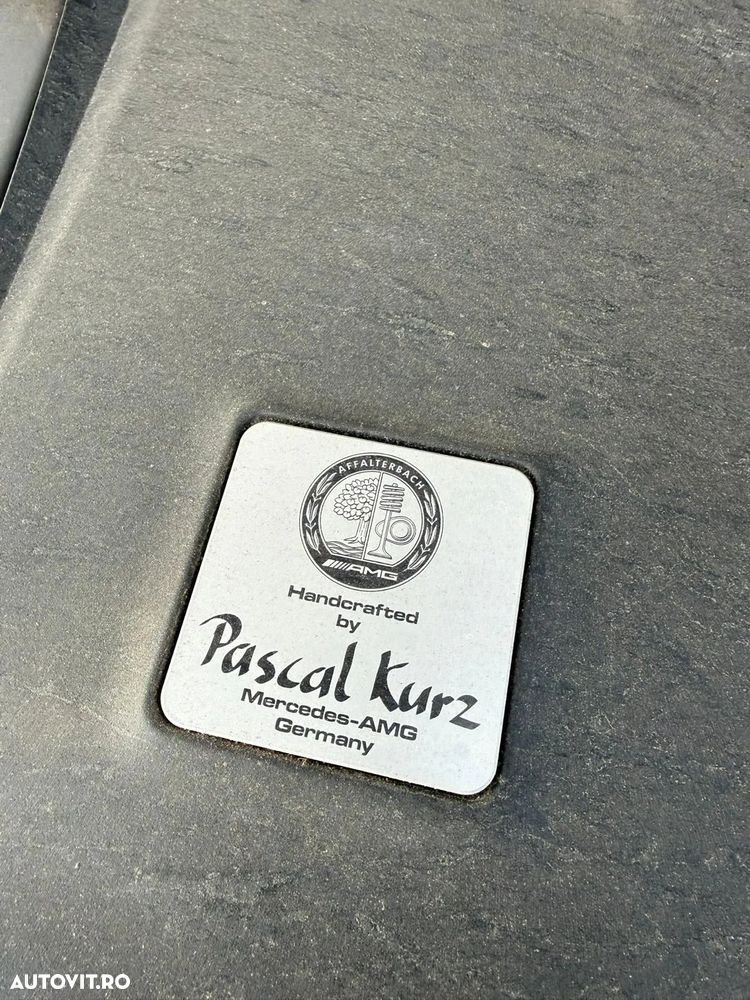 AFFALTERBACH
AMG
Handcrafted
by
Pascal Kurz
Mercedes-AMG
Germany
AUTOVIT.RO